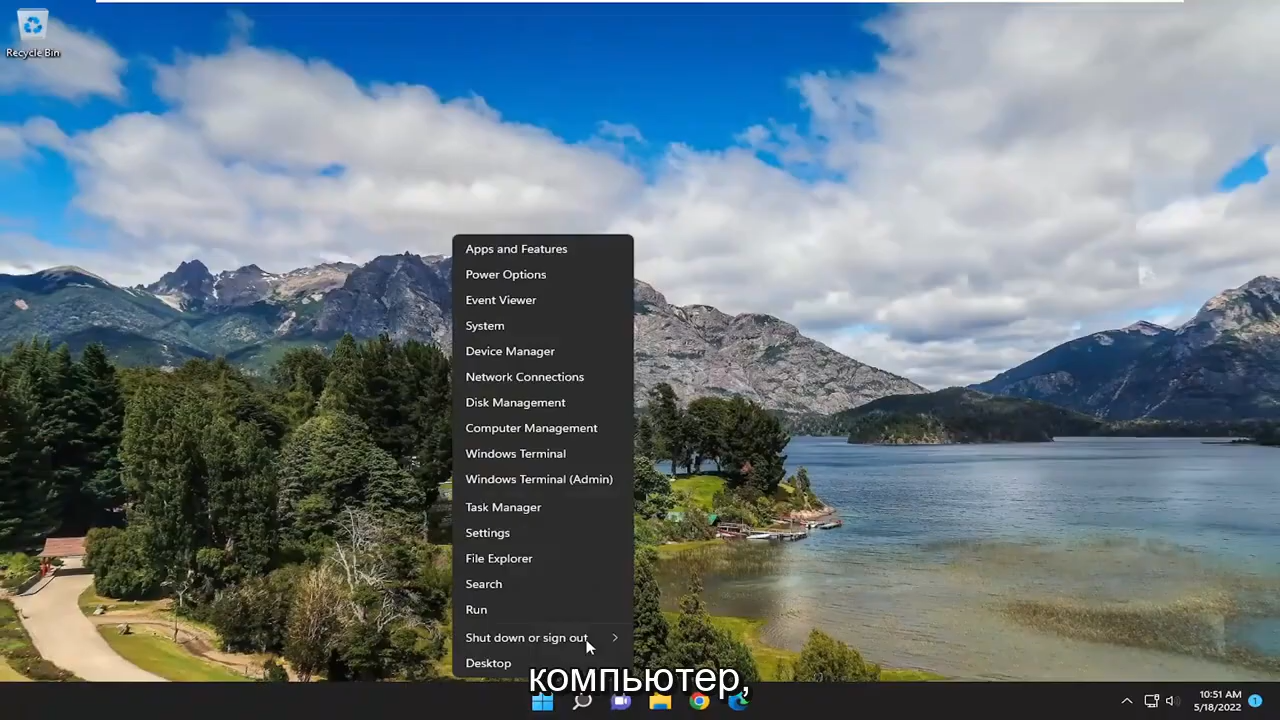 Recycle Bin
Apps and Features
Power Options
Event Viewer
System
Device Manager
Network Connections
Disk Management
Computer Management
Windows Terminal
Windows Terminal (Admin)
Task Manager
Settings
File Explorer
Search
Run
Shut down or sign out
Desktop
компьютер,
10:51 AM
5/18/2022
1